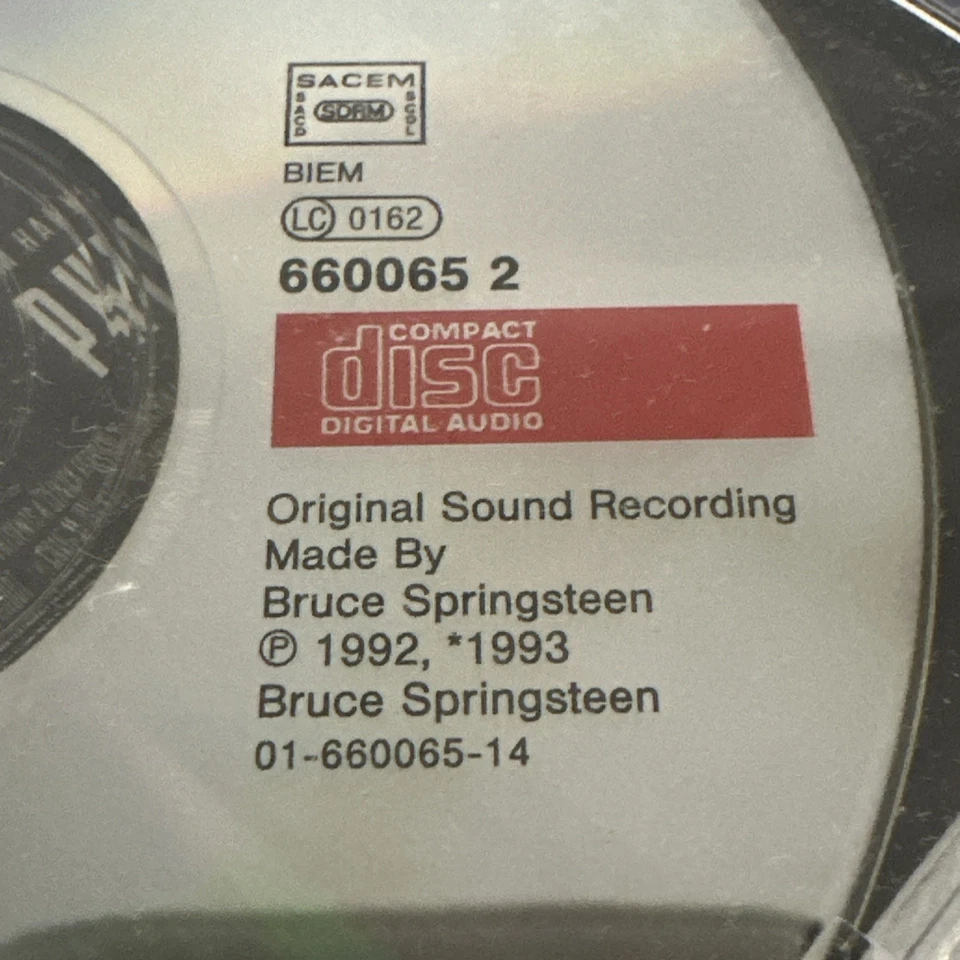 SACEM
SACD
SDRM
SGDL
BIEM
LC 0162
660065 2
COMPACT
disc
DIGITAL AUDIO
Original Sound Recording
Made By
Bruce Springsteen
℗ 1992, *1993
Bruce Springsteen
01-660065-14